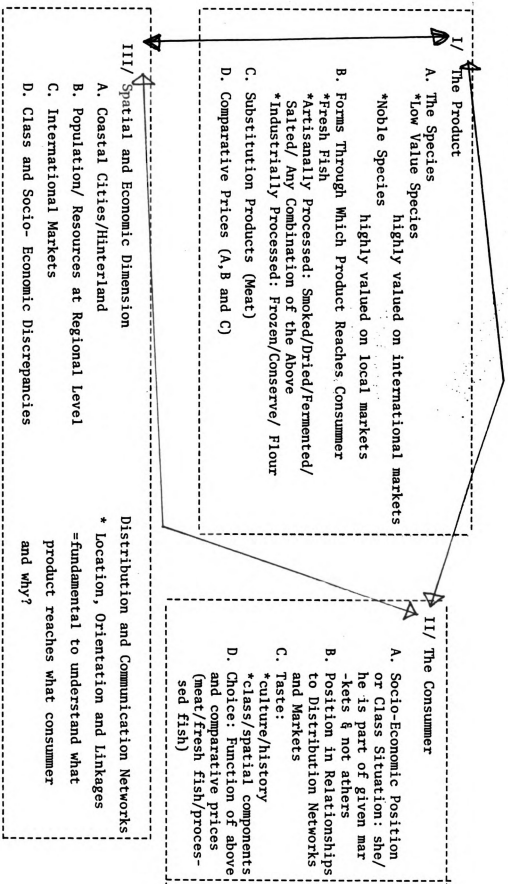 I/ The Product
A. The Species
*Low Value Species
highly valued on international markets
*Noble Species
highly valued on local markets
B. Forms Through Which Product Reaches Consumer
*Fresh Fish
*Artisanally Processed: Smoked/Dried/Fermented/
Salted/ Any Combination of the Above
*Industrially Processed: Frozen/Conserve/ Flour
C. Substitution Products (Meat)
D. Comparative Prices (A,B and C)
II/ The Consummer
A. Socio-Economic Position
or Class Situation: she/
he is part of given mar
-kets & not athers
B. Position in Relationships
to Distribution Networks
and Markets
C. Taste:
*culture/history
*class/spatial components
D. Choice: Function of above
and comparative prices
(meat/fresh fish/proces-
sed fish)
III/ Spatial and Economic Dimension
A. Coastal Cities/Hinterland
B. Population/ Resources at Regional Level
C. International Markets
D. Class and Socio- Economic Discrepancies
Distribution and Communication Networks
* Location, Orientation and Linkages
=fundamental to understand what
product reaches what consummer
and why?